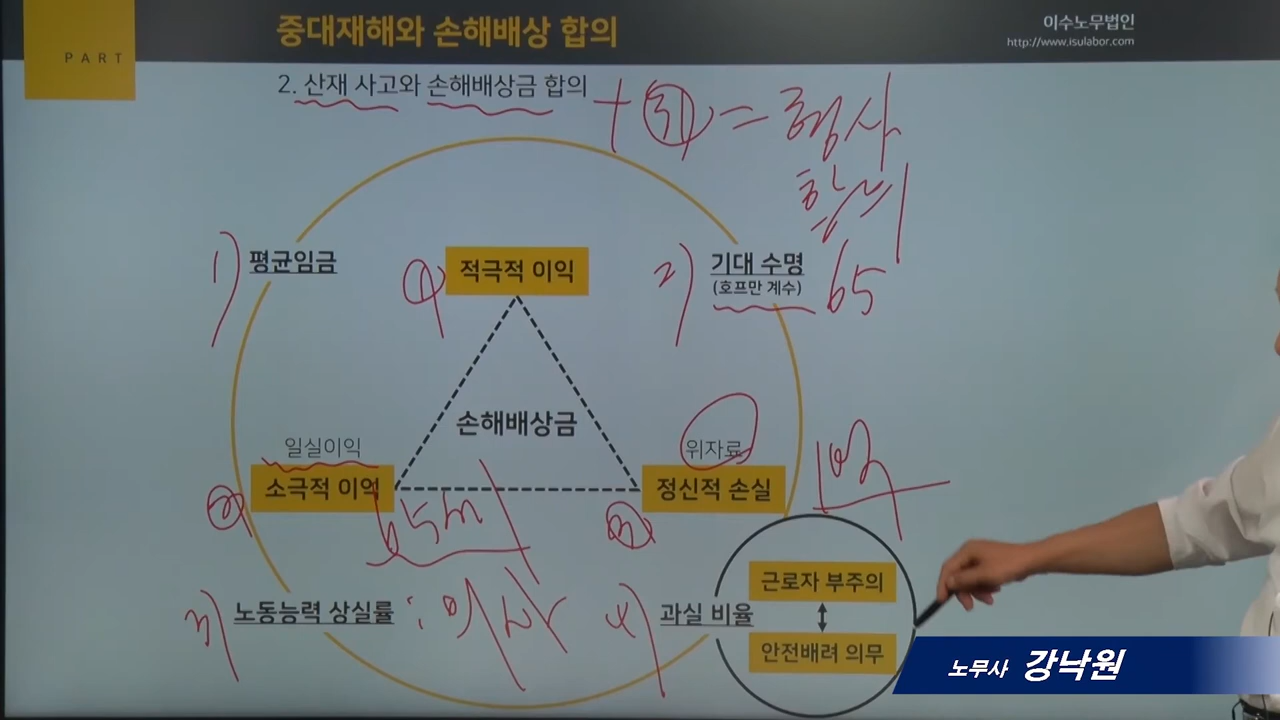 PART
중대재해와 손해배상 합의
이수노무법인
http://www.isulabor.com
2. 산재 사고와 손해배상금 합의
+ = 형사
합의
1) 평균임금
① 적극적 이익
2) 기대 수명
(호프만 계수) 65
손해배상금
일실이익
② 소극적 이익
위자료
③ 정신적 손실
1억
65세
3) 노동능력 상실률 : 의사
4) 과실 비율
근로자 부주의
안전배려 의무
노무사 강낙원